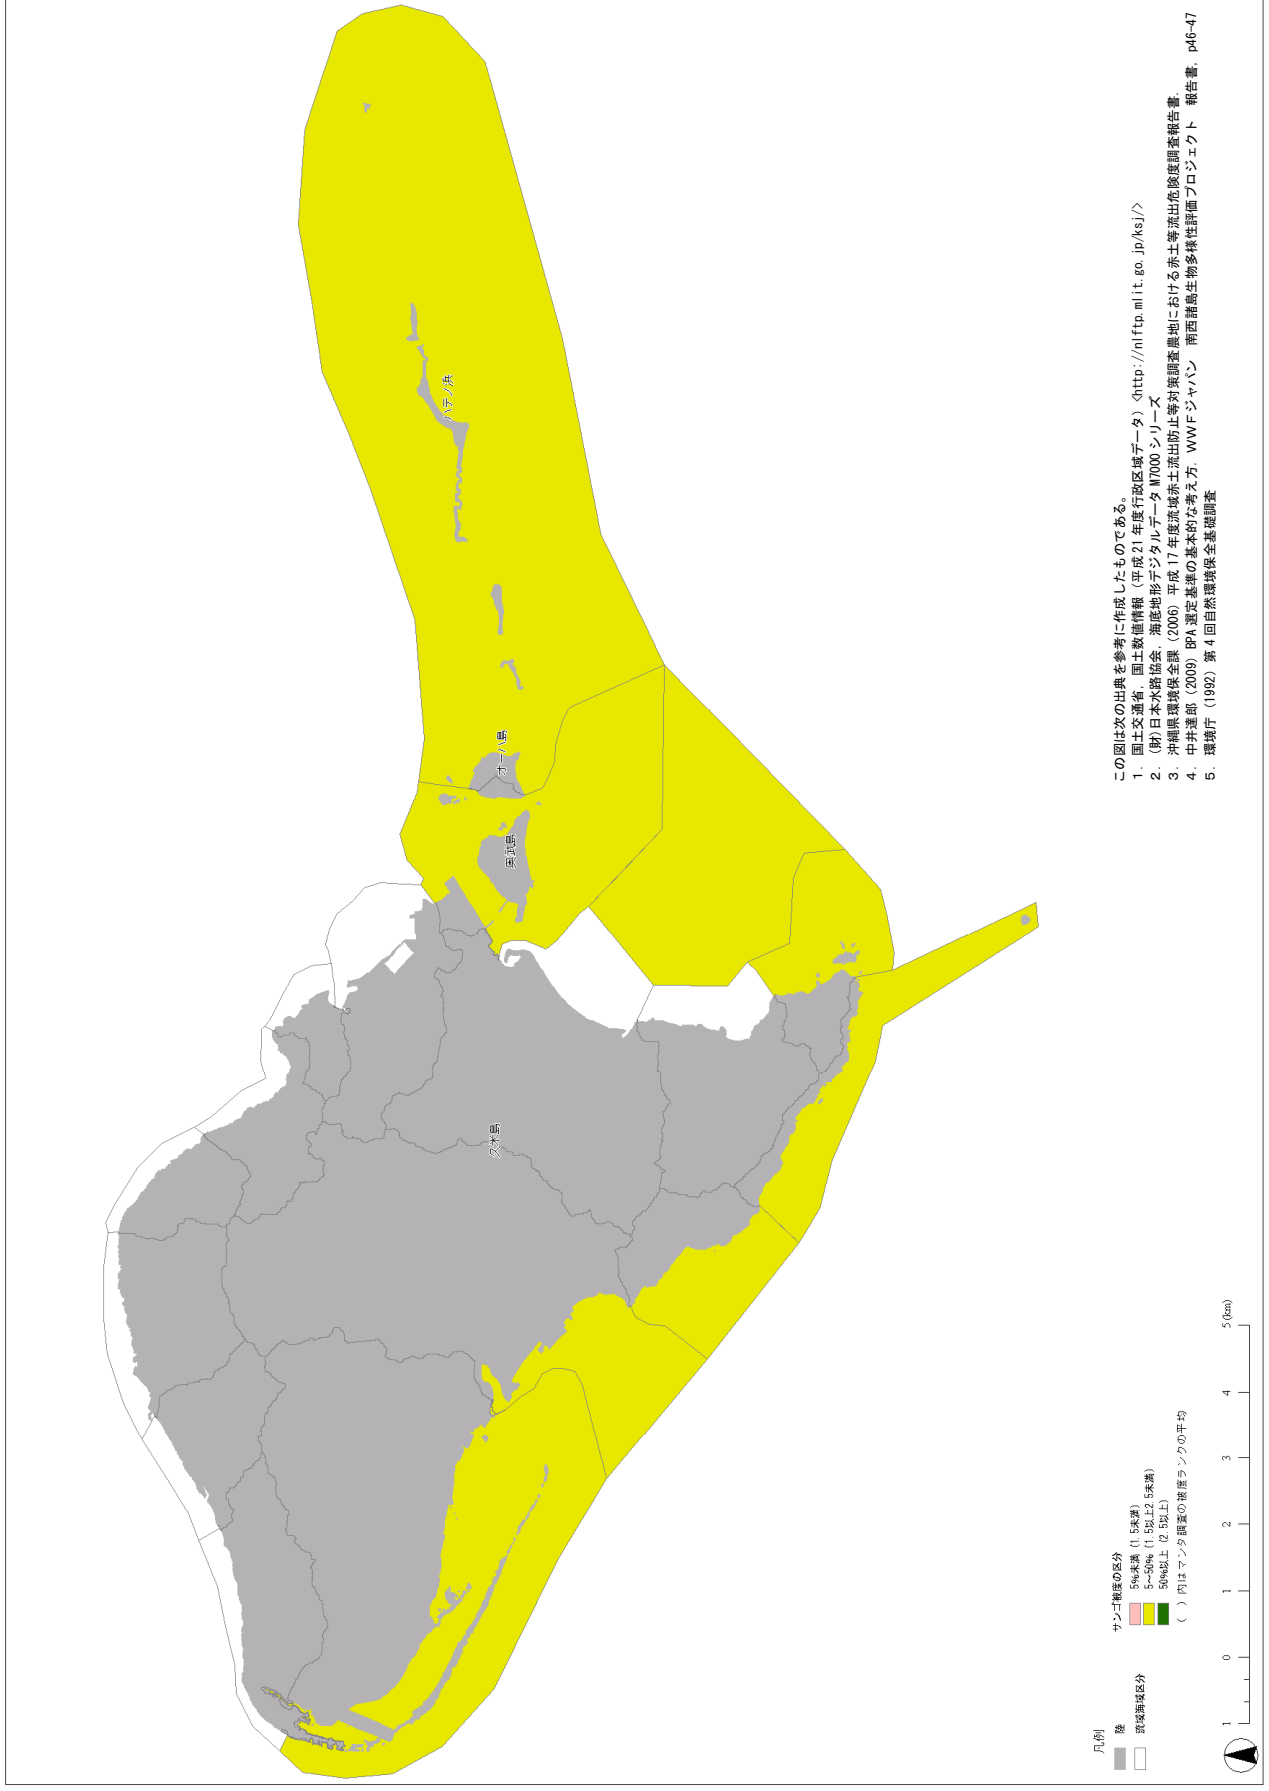 ハテノ浜
オーハ島
奥武島
久米島
凡例
陸
流域海域区分
サンゴ被度の区分
5%未満 (1.5未満)
5～50% (1.5以上2.5未満)
50%以上 (2.5以上)
（ ）内はマンタ調査の被度ランクの平均
1 0 1 2 3 4 5(km)
この図は次の出典を参考に作成したものである。
1. 国土交通省．国土数値情報（平成21年度行政区域データ）<http://nlftp.mlit.go.jp/ksj/>
2. （財）日本水路協会．海底地形デジタルデータ M7000 シリーズ
3. 沖縄県環境保全課（2006）平成17年度流域赤土流出防止等対策調査農地における赤土等流出危険度調査報告書．
4. 中井達郎（2009）BPA選定基準の基本的な考え方．WWFジャパン 南西諸島生物多様性評価プロジェクト 報告書， p46-47
5. 環境庁（1992）第4回自然環境保全基礎調査